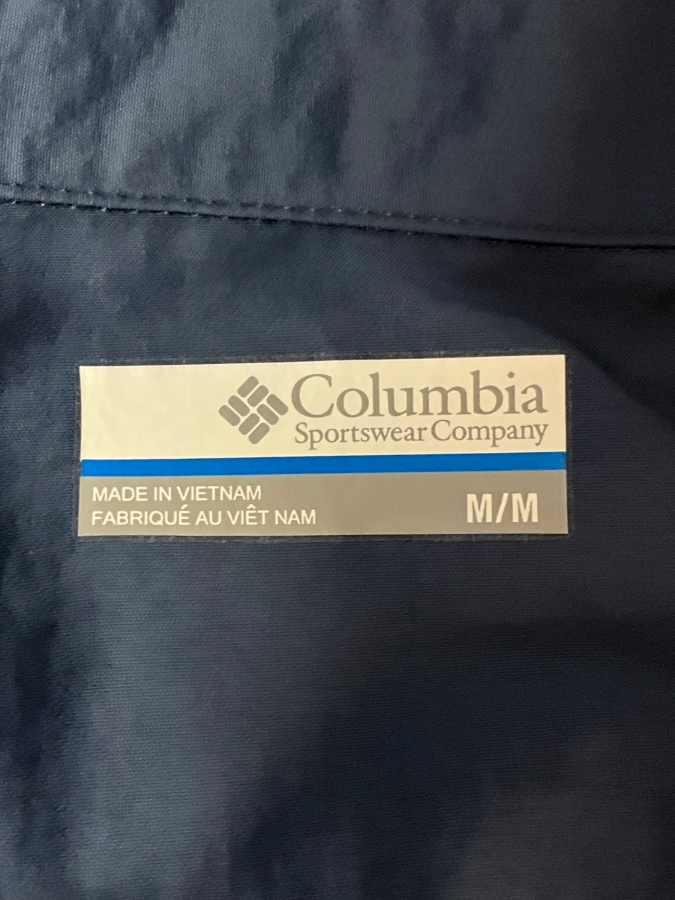 Columbia
Sportswear Company
MADE IN VIETNAM
FABRIQUÉ AU VIÊT NAM
M/M